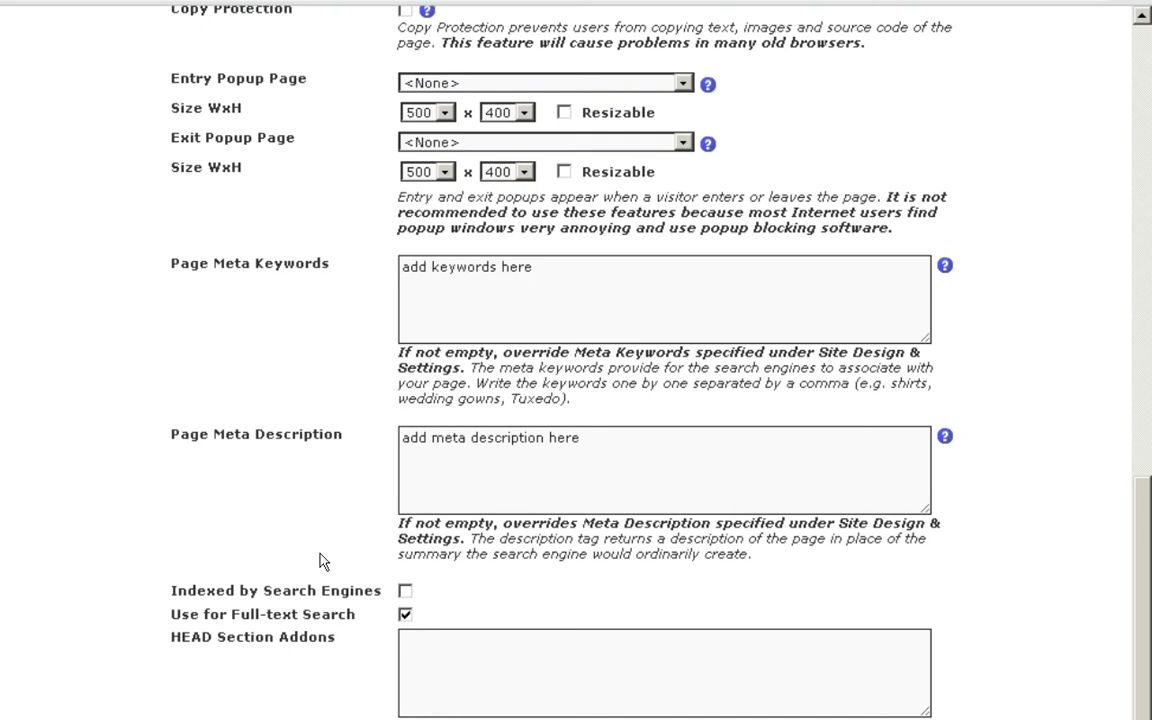 Copy Protection
Copy Protection prevents users from copying text, images and source code of the
page. This feature will cause problems in many old browsers.
Entry Popup Page <None>
Size WxH 500 x 400 Resizable
Exit Popup Page <None>
Size WxH 500 x 400 Resizable
Entry and exit popups appear when a visitor enters or leaves the page. It is not
recommended to use these features because most Internet users find
popup windows very annoying and use popup blocking software.
Page Meta Keywords add keywords here
If not empty, override Meta Keywords specified under Site Design &
Settings. The meta keywords provide for the search engines to associate with
your page. Write the keywords one by one separated by a comma (e.g. shirts,
wedding gowns, Tuxedo).
Page Meta Description add meta description here
If not empty, overrides Meta Description specified under Site Design &
Settings. The description tag returns a description of the page in place of the
summary the search engine would ordinarily create.
Indexed by Search Engines
Use for Full-text Search
HEAD Section Addons